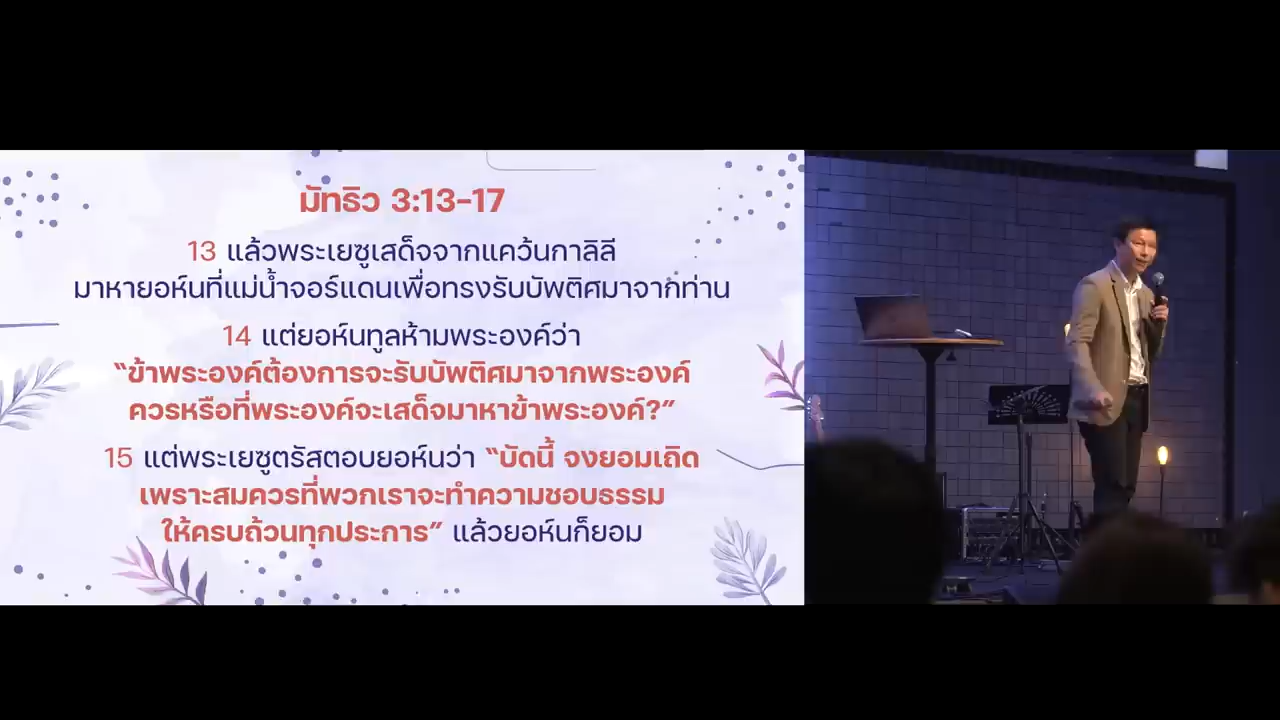 มัทธิว 3:13-17
13 แล้วพระเยซูเสด็จจากแคว้นกาลิลี
มาหายอห์นที่แม่น้ำจอร์แดนเพื่อทรงรับบัพติศมาจากท่าน
14 แต่ยอห์นทูลห้ามพระองค์ว่า
“ข้าพระองค์ต้องการจะรับบัพติศมาจากพระองค์
ควรหรือที่พระองค์จะเสด็จมาหาข้าพระองค์?”
15 แต่พระเยซูตรัสตอบยอห์นว่า “บัดนี้ จงยอมเถิด
เพราะสมควรที่พวกเราจะทำความชอบธรรม
ให้ครบถ้วนทุกประการ” แล้วยอห์นก็ยอม